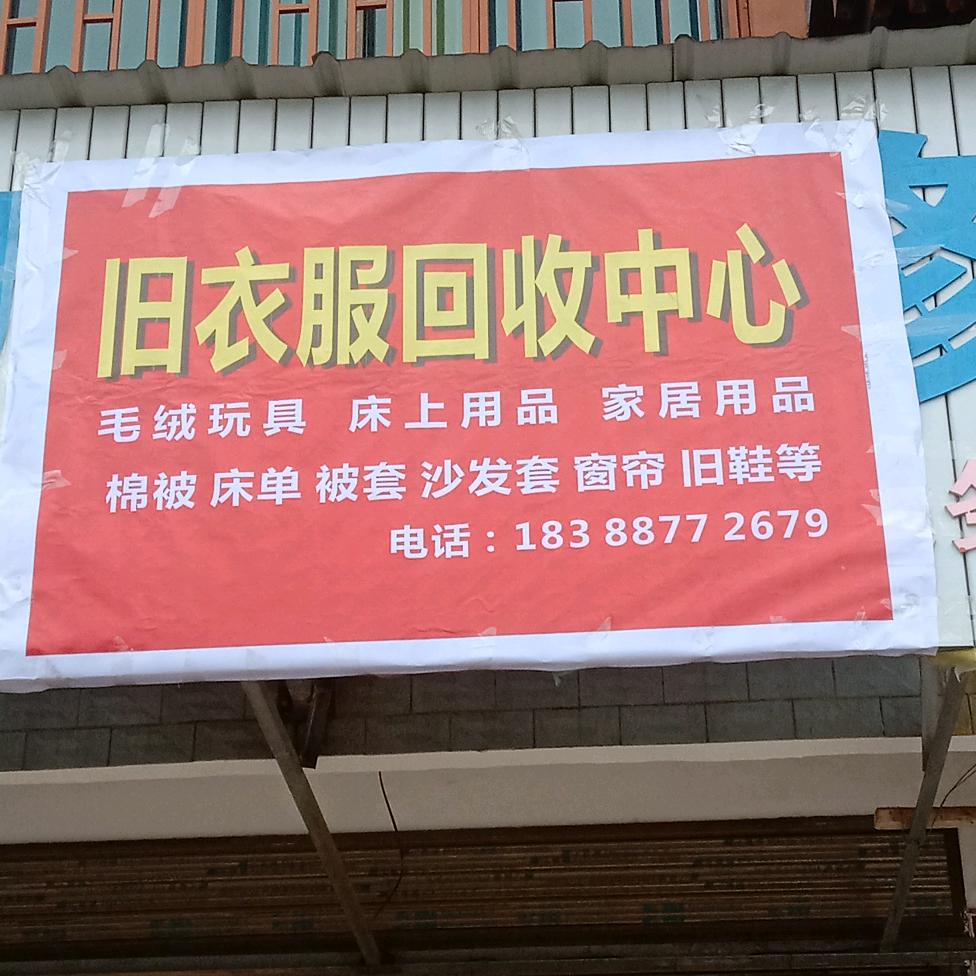 旧衣服回收中心
毛绒玩具 床上用品 家居用品
棉被 床单 被套 沙发套 窗帘 旧鞋等
电话：183 8877 2679